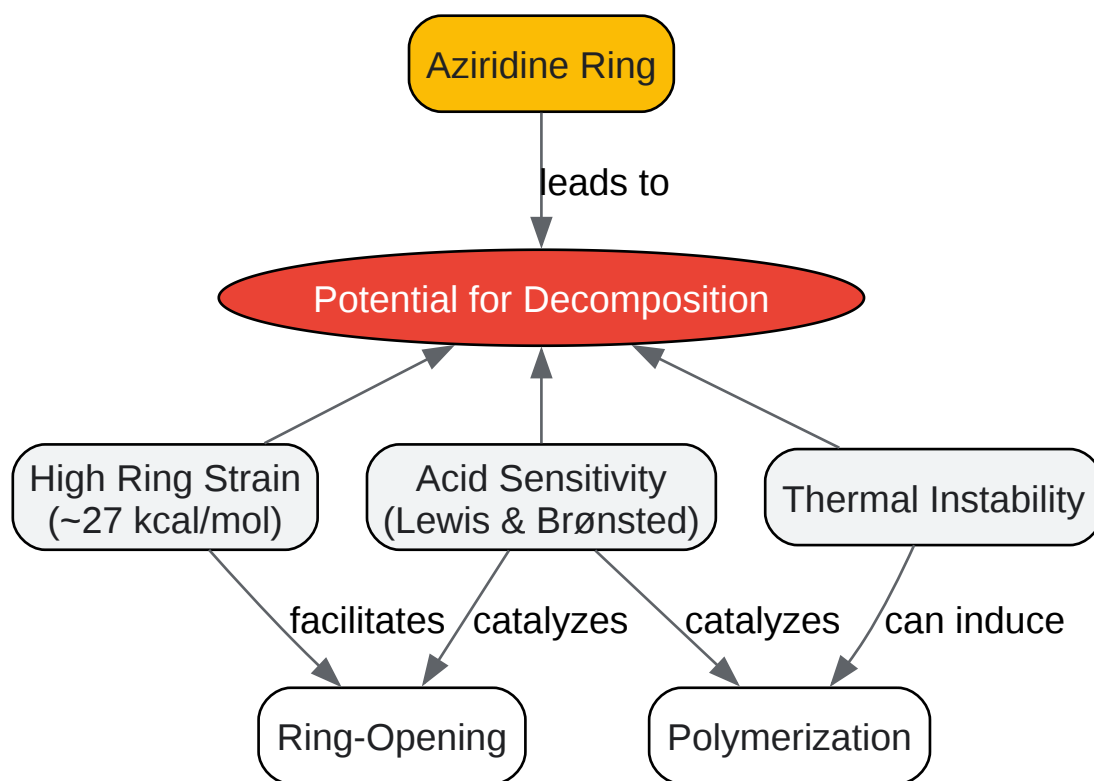 Aziridine Ring
leads to
Potential for Decomposition
High Ring Strain
(~27 kcal/mol)
Acid Sensitivity
(Lewis & Brønsted)
Thermal Instability
facilitates
catalyzes
catalyzes
can induce
Ring-Opening
Polymerization